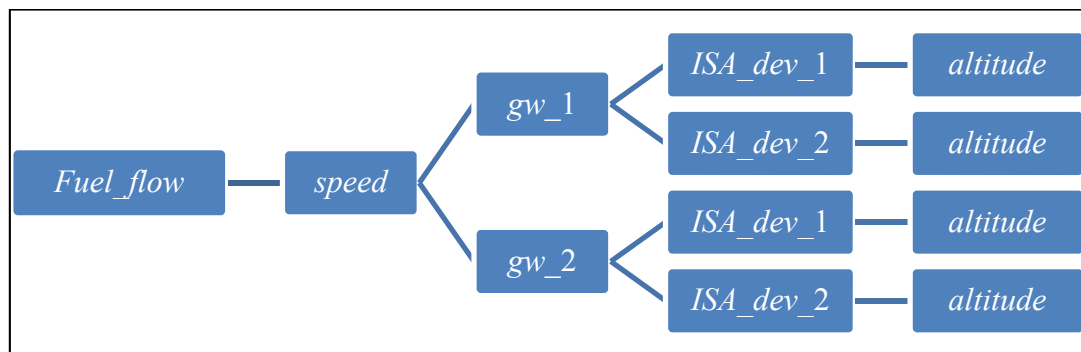 Fuel_flow
speed
gw_1
gw_2
ISA_dev_1
altitude
ISA_dev_2
altitude
ISA_dev_1
altitude
ISA_dev_2
altitude